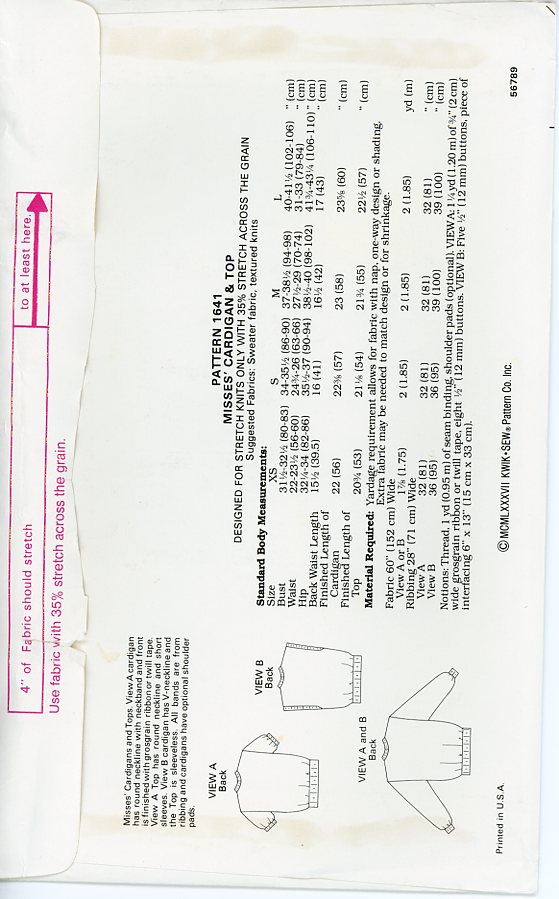 4" of Fabric should stretch
to at least here.
Use fabric with 35% stretch across the grain.
Misses' Cardigans and Tops. View A cardigan
has round neckline with neckband and front
is finished with grosgrain ribbon or twill tape.
View A Top has round neckline and short
sleeves. View B cardigan has V-neckline and
the Top is sleeveless. All bands are from
ribbing and cardigans have optional shoulder
pads.
VIEW A
Back
VIEW B
Back
VIEW A and B
Back
PATTERN 1641
MISSES' CARDIGAN & TOP
DESIGNED FOR STRETCH KNITS ONLY WITH 35% STRETCH ACROSS THE GRAIN
Suggested Fabrics: Sweater fabric, textured knits
Standard Body Measurements:
Size XS S M L
Bust 31½-32½ (80-83) 34-35½ (86-90) 37-38½ (94-98) 40-41½ (102-106) " (cm)
Waist 22-23½ (56-60) 24¾-26 (63-66) 27½-29 (70-74) 31-33 (79-84) " (cm)
Hip 32¼-34 (82-86) 35½-37 (90-94) 38½-40 (98-102) 41¾-43¼ (106-110) " (cm)
Back Waist Length 15½ (39.5) 16 (41) 16½ (42) 17 (43) " (cm)
Finished Length of
Cardigan 22 (56) 22⅜ (57) 23 (58) 23⅜ (60) " (cm)
Finished Length of
Top 20¾ (53) 21⅛ (54) 21¾ (55) 22½ (57) " (cm)
Material Required: Yardage requirement allows for fabric with nap, one-way design or shading.
Extra fabric may be needed to match design or for shrinkage.
Fabric 60" (152 cm) Wide
View A or B 1⅞ (1.75) 2 (1.85) 2 (1.85) 2 (1.85) yd (m)
Ribbing 28" (71 cm) Wide
View A 32 (81) 32 (81) 32 (81) 32 (81) " (cm)
View B 36 (95) 36 (95) 39 (100) 39 (100) " (cm)
Notions: Thread, 1 yd (0.95 m) of seam binding, shoulder pads (optional). VIEW A: 1¼ yd (1.20 m) of ¾" (2 cm)
wide grosgrain ribbon or twill tape, eight ½" (12 mm) buttons. VIEW B: Five ½" (12 mm) buttons, piece of
interfacing 6" x 13" (15 cm x 33 cm).
Printed in U.S.A.
© MCMLXXXVII KWIK•SEW® Pattern Co. Inc.
56789